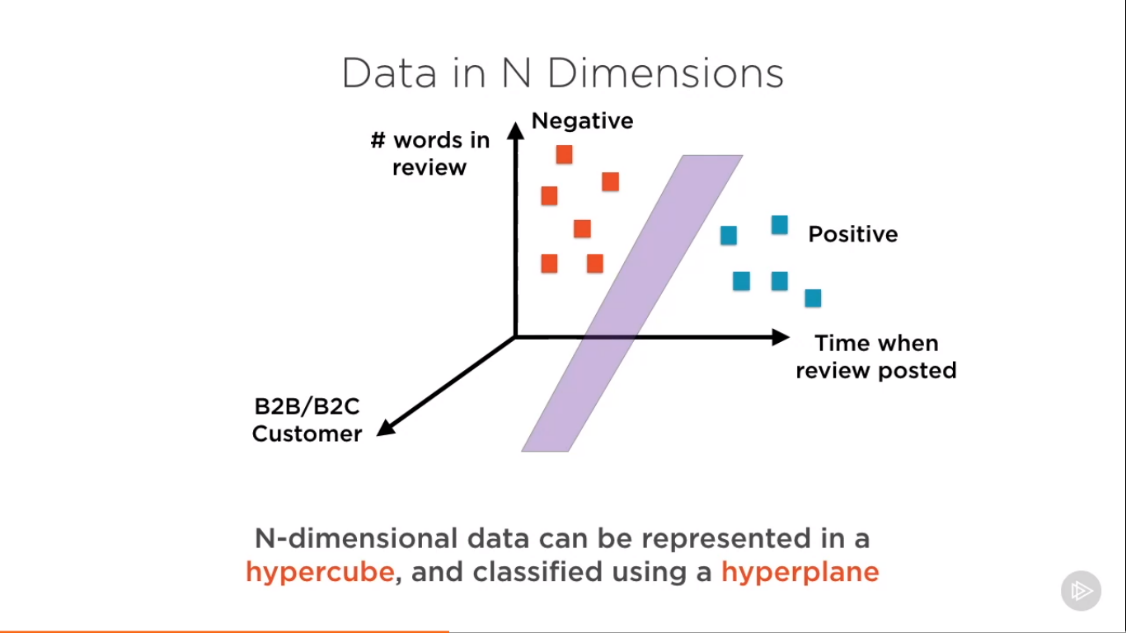 Data in N Dimensions
Negative
# words in
review
Positive
Time when
review posted
B2B/B2C
Customer
N-dimensional data can be represented in a
hypercube, and classified using a hyperplane